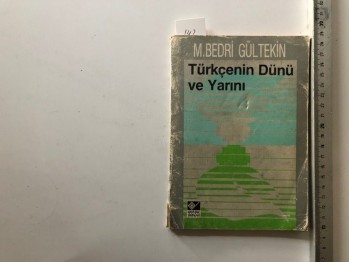 M.BEDRİ GÜLTEKİN
Türkçenin Dünü
ve Yarını